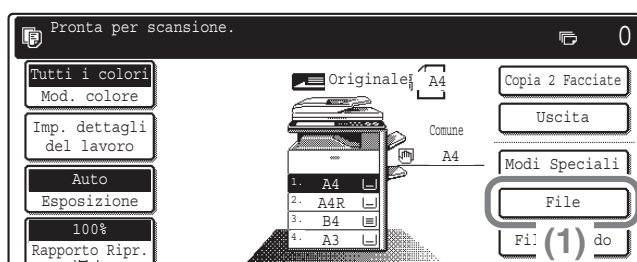 Pronta per scansione.
0
Tutti i colori
Mod. colore
Imp. dettagli
del lavoro
Auto
Esposizione
100%
Rapporto Ripr.
Originale
A4
Comune
A4
1. A4
2. A4R
3. B4
4. A3
Copia 2 Facciate
Uscita
Modi Speciali
File
(1)